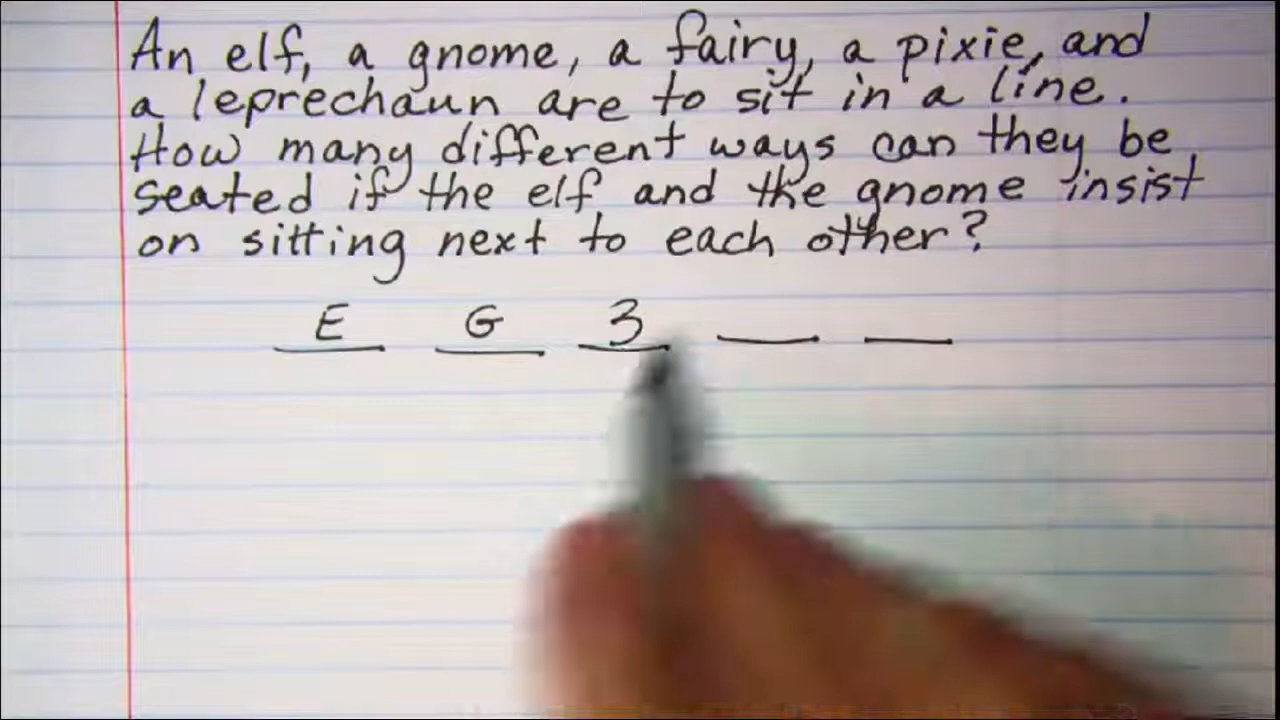 An elf, a gnome, a fairy, a pixie, and
a leprechaun are to sit in a line.
How many different ways can they be
seated if the elf and the gnome insist
on sitting next to each other?
E G 3